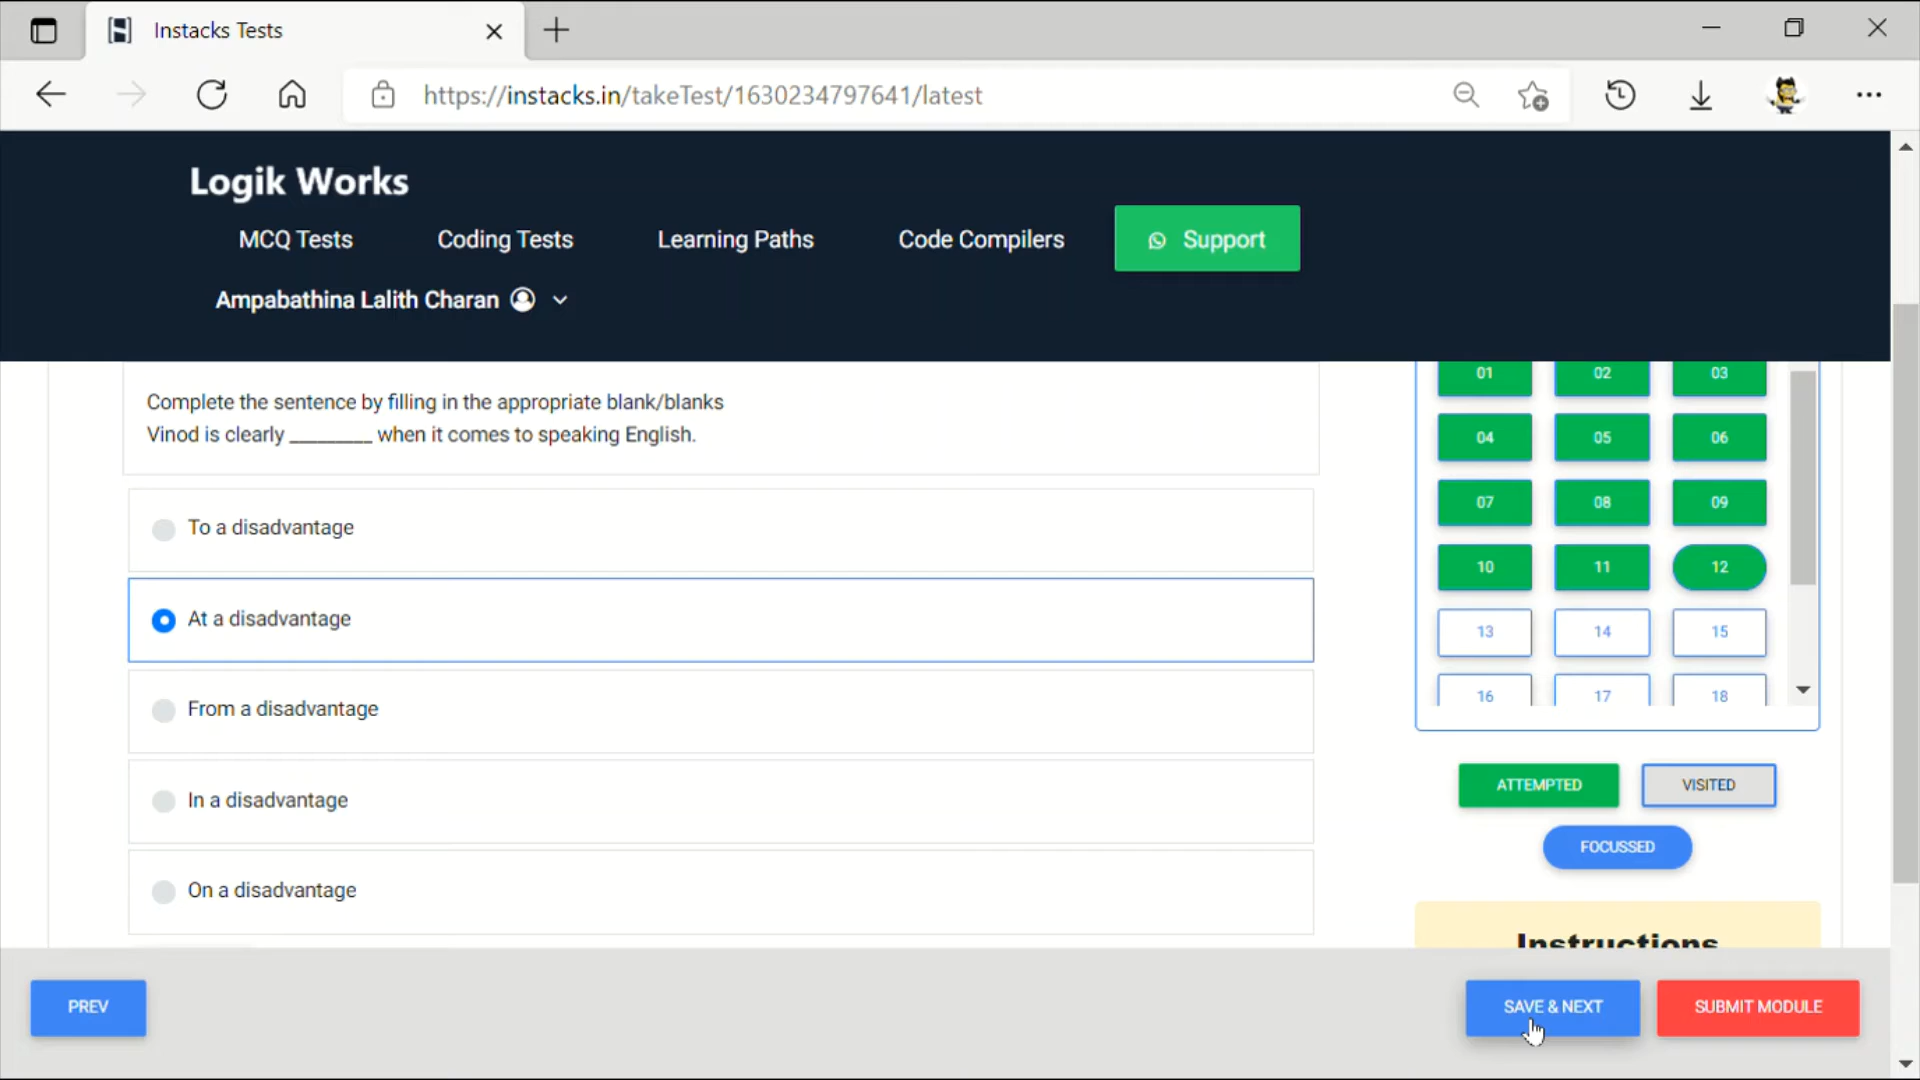 Instacks Tests
https://instacks.in/takeTest/1630234797641/latest
Logik Works
MCQ Tests Coding Tests Learning Paths Code Compilers Support
Ampabathina Lalith Charan
Complete the sentence by filling in the appropriate blank/blanks
Vinod is clearly _________ when it comes to speaking English.
To a disadvantage
At a disadvantage
From a disadvantage
In a disadvantage
On a disadvantage
01 02 03
04 05 06
07 08 09
10 11 12
13 14 15
16 17 18
ATTEMPTED VISITED
FOCUSSED
Instructions
PREV SAVE & NEXT SUBMIT MODULE